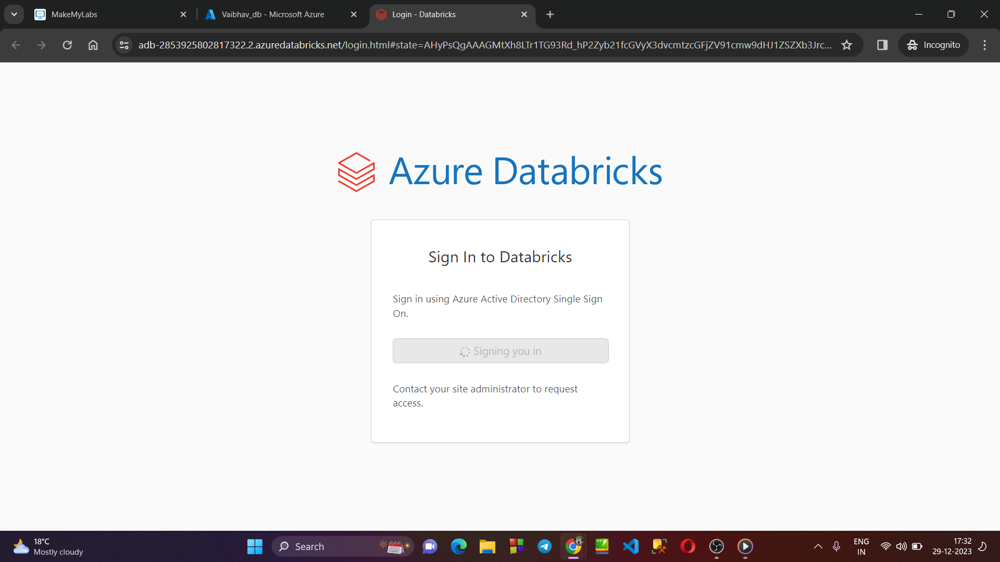 MakeMyLabs
Vaibhav_db - Microsoft Azure
Login - Databricks
adb-2853925802817322.2.azuredatabricks.net/login.html#state=AHyPsQgAAAGMtXh8LTr1TG93Rd_hP2Zyb21fcGVyX3dvcmtzcGFjZV91cmw9dHJ1ZSZXb3Jrc...
Incognito
Azure Databricks
Sign In to Databricks
Sign in using Azure Active Directory Single Sign
On.
Signing you in
Contact your site administrator to request
access.
18°C
Mostly cloudy
Search
ENG
IN
17:32
29-12-2023